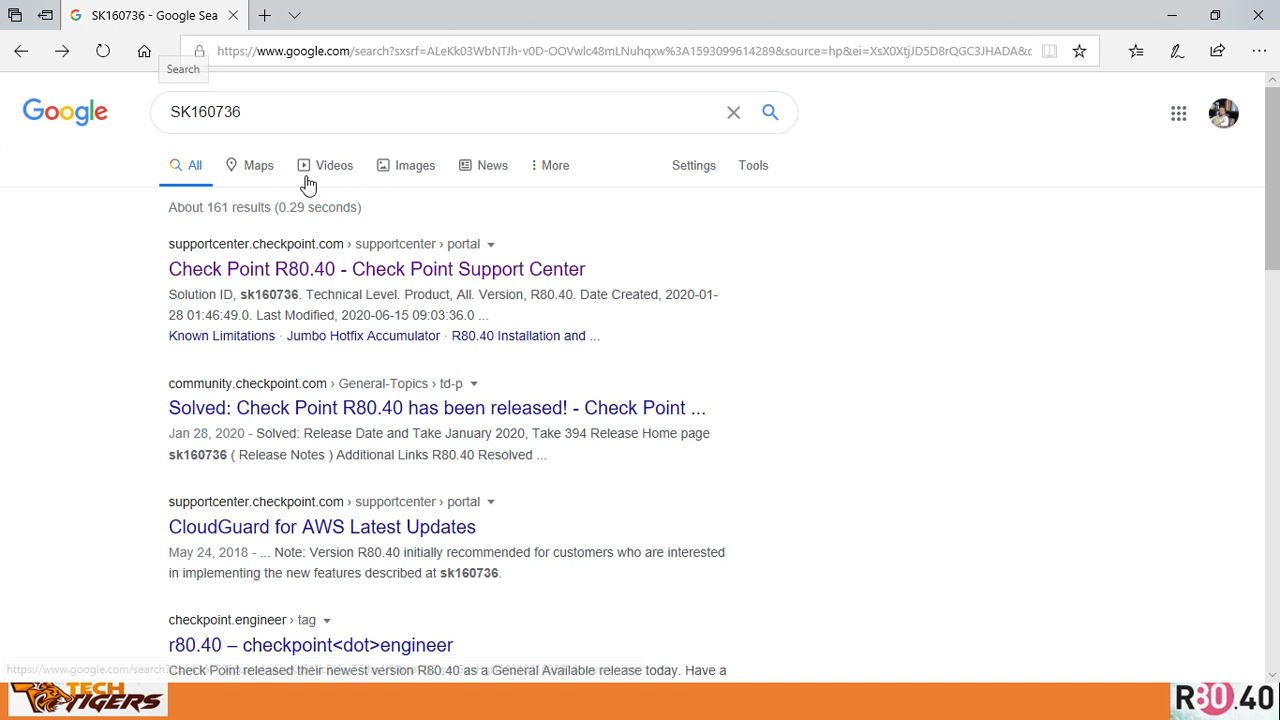 SK160736 - Google Sea
https://www.google.com/search?sxsrf=ALeKk03WbNTJh-v0D-OOVwlc48mLNuhqxw%3A1593099614289&source=hp&ei=XsX0XtjJD5D8rQGC3JHADA&c
Search
Google
SK160736
All Maps Videos Images News More Settings Tools
About 161 results (0.29 seconds)
supportcenter.checkpoint.com › supportcenter › portal
Check Point R80.40 - Check Point Support Center
Solution ID, sk160736. Technical Level. Product, All. Version, R80.40. Date Created, 2020-01-
28 01:46:49.0. Last Modified, 2020-06-15 09:03:36.0 ...
Known Limitations · Jumbo Hotfix Accumulator · R80.40 Installation and ...
community.checkpoint.com › General-Topics › td-p
Solved: Check Point R80.40 has been released! - Check Point ...
Jan 28, 2020 - Solved: Release Date and Take January 2020, Take 394 Release Home page
sk160736 ( Release Notes ) Additional Links R80.40 Resolved ...
supportcenter.checkpoint.com › supportcenter › portal
CloudGuard for AWS Latest Updates
May 24, 2018 - ... Note: Version R80.40 initially recommended for customers who are interested
in implementing the new features described at sk160736.
checkpoint.engineer › tag
r80.40 – checkpoint<dot>engineer
https://www.google.com/search?
Check Point released their newest version R80.40 as a General Available release today. Have a
TECH
TIGERS
R80.40